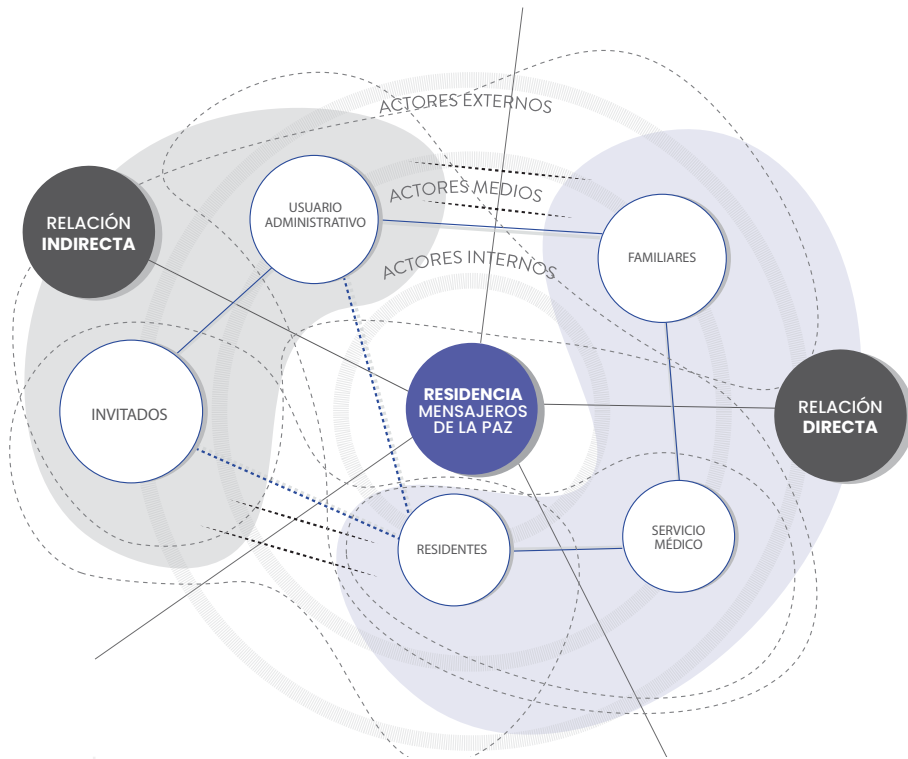 ACTORES EXTERNOS
ACTORES MEDIOS
ACTORES INTERNOS
RELACIÓN
INDIRECTA
USUARIO
ADMINISTRATIVO
FAMILIARES
INVITADOS
RESIDENCIA
MENSAJEROS
DE LA PAZ
RELACIÓN
DIRECTA
RESIDENTES
SERVICIO
MÉDICO